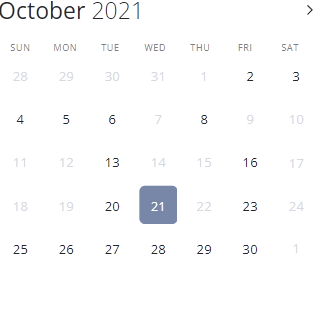 October 2021
SUN MON TUE WED THU FRI SAT
28 29 30 31 1 2 3
4 5 6 7 8 9 10
11 12 13 14 15 16 17
18 19 20 21 22 23 24
25 26 27 28 29 30 1